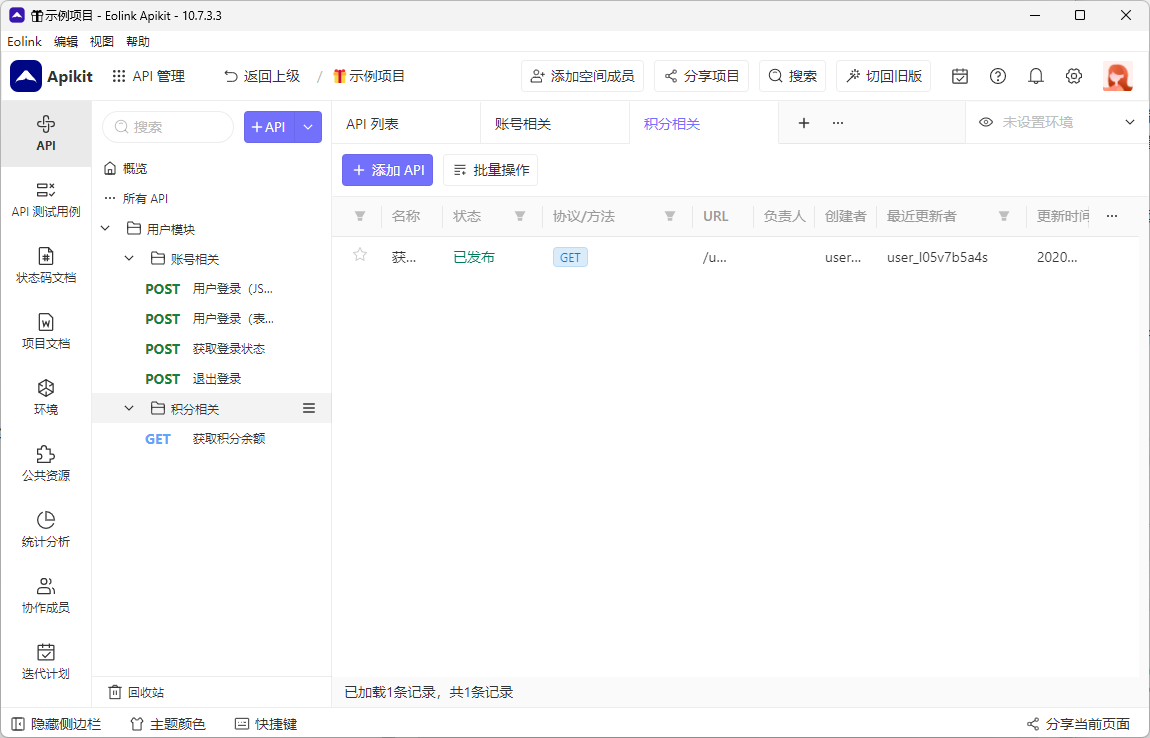 示例项目 - Eolink Apikit - 10.7.3.3
Eolink 编辑 视图 帮助
Apikit API 管理 返回上级 / 示例项目 添加空间成员 分享项目 搜索 切回旧版
API
API 测试用例
状态码文档
项目文档
环境
公共资源
统计分析
协作成员
迭代计划
搜索 +API
概览
所有 API
用户模块
账号相关
POST 用户登录（JS...
POST 用户登录（表...
POST 获取登录状态
POST 退出登录
积分相关
GET 获取积分余额
回收站
API 列表 账号相关 积分相关 + ... 未设置环境
+ 添加 API 批量操作
名称 状态 协议/方法 URL 负责人 创建者 最近更新者 更新时间 ...
获... 已发布 GET /u... user... user_l05v7b5a4s 2020...
已加载1条记录，共1条记录
隐藏侧边栏 主题颜色 快捷键 分享当前页面